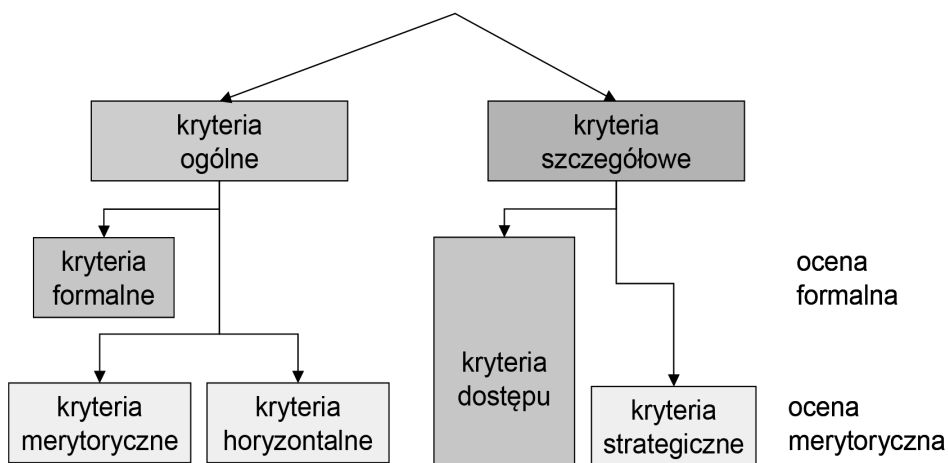 kryteria
ogólne
kryteria
szczegółowe
kryteria
formalne
ocena
formalna
kryteria
dostępu
kryteria
merytoryczne
kryteria
horyzontalne
kryteria
strategiczne
ocena
merytoryczna